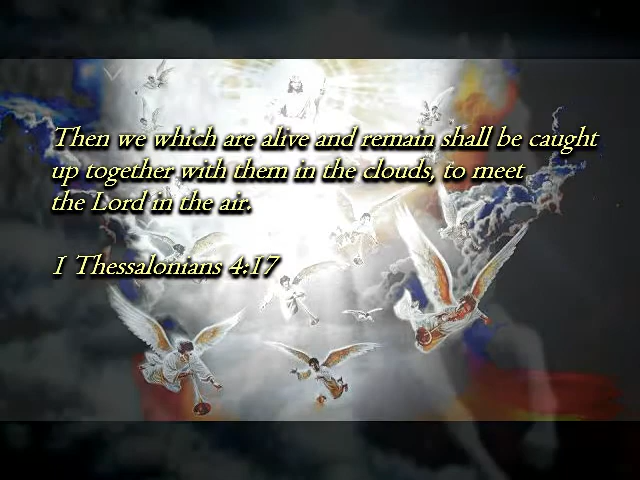 Then we which are alive and remain shall be caught
up together with them in the clouds, to meet
the Lord in the air.
1 Thessalonians 4:17